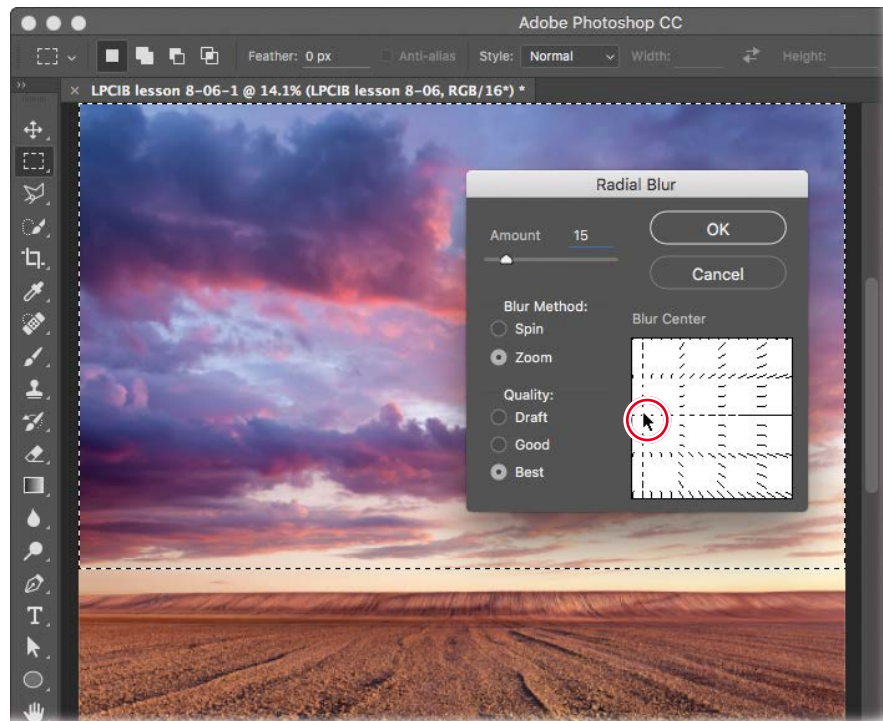 Adobe Photoshop CC
Feather: 0 px Anti-alias Style: Normal Width: Height:
× LPCIB lesson 8-06-1 @ 14.1% (LPCIB lesson 8-06, RGB/16*) *
Radial Blur
Amount 15
OK
Cancel
Blur Method:
Spin
Zoom
Blur Center
Quality:
Draft
Good
Best
T